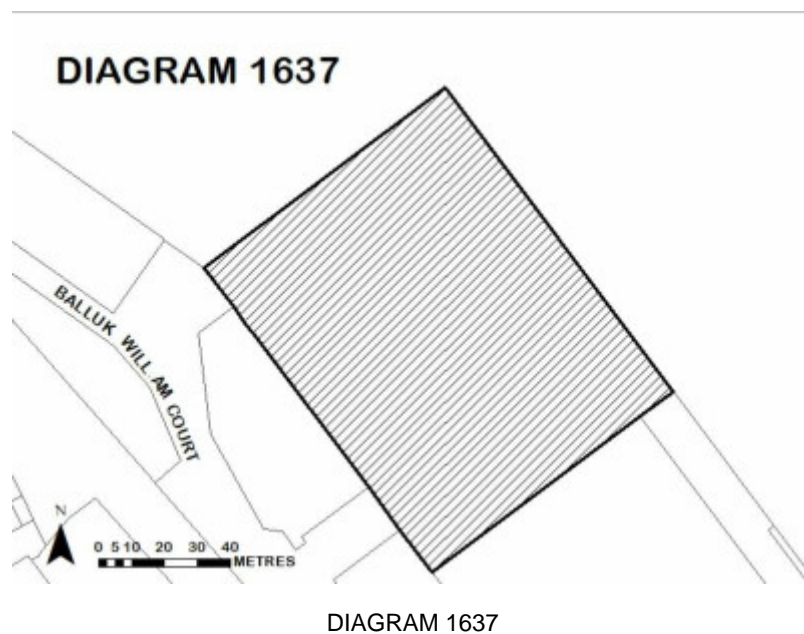 DIAGRAM 1637
BALLUK WILL AM COURT
N
0 5 10 20 30 40
METRES
DIAGRAM 1637